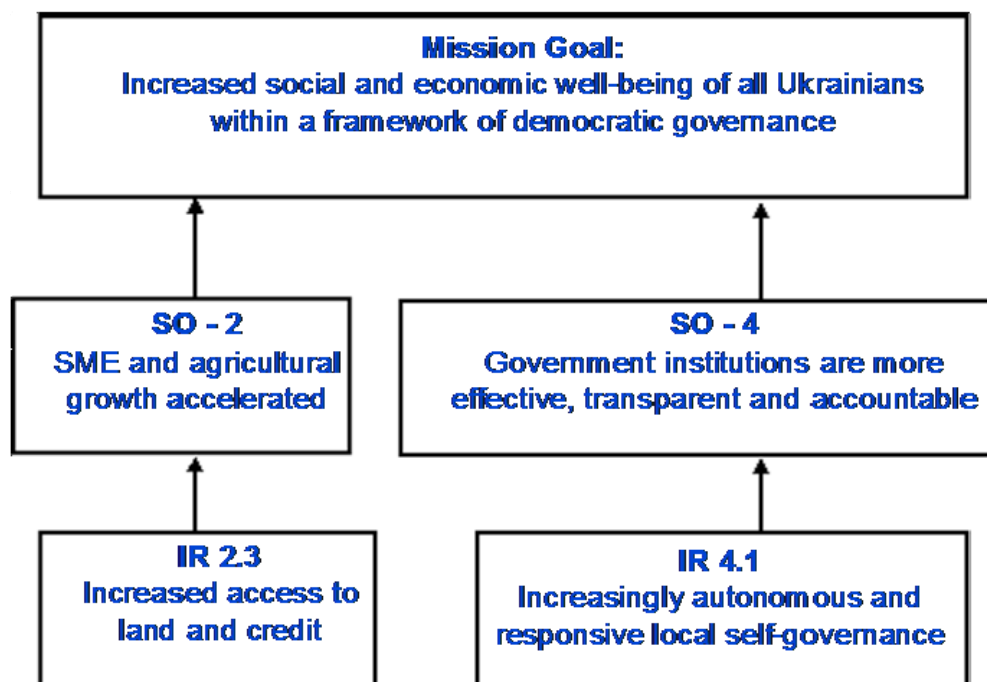 Mission Goal:
Increased social and economic well-being of all Ukrainians
within a framework of democratic governance
SO - 2
SME and agricultural
growth accelerated
SO - 4
Government institutions are more
effective, transparent and accountable
IR 2.3
Increased access to
land and credit
IR 4.1
Increasingly autonomous and
responsive local self-governance